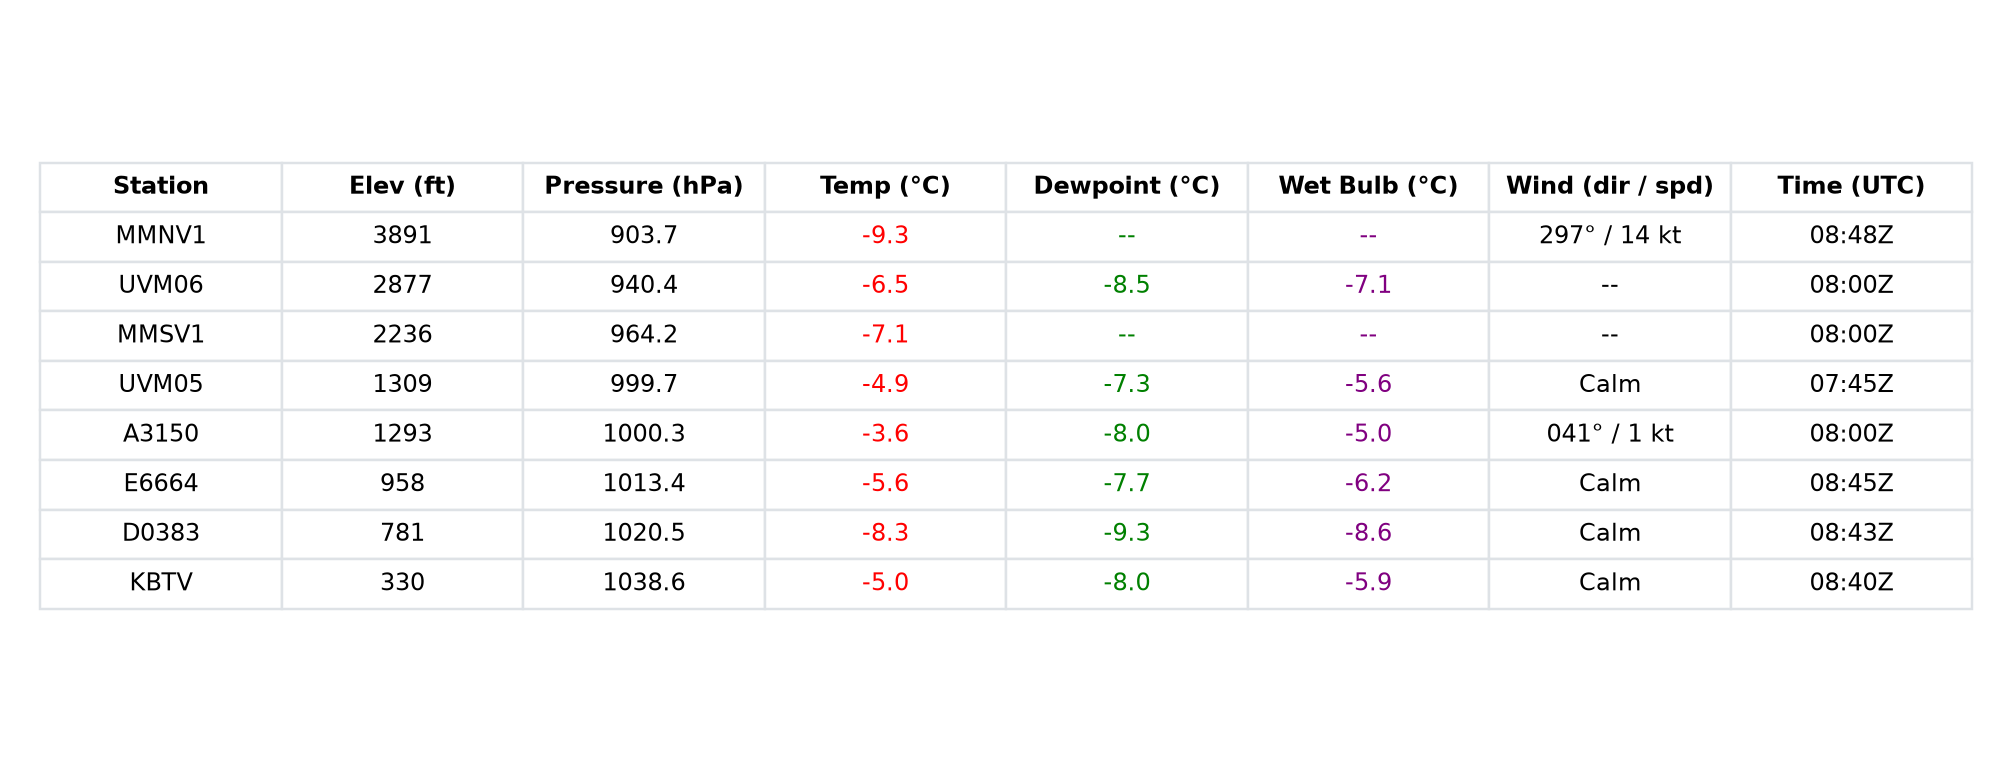 Station Elev (ft) Pressure (hPa) Temp (°C) Dewpoint (°C) Wet Bulb (°C) Wind (dir / spd) Time (UTC)
MMNV1 3891 903.7 -9.3 -- -- 297° / 14 kt 08:48Z
UVM06 2877 940.4 -6.5 -8.5 -7.1 -- 08:00Z
MMSV1 2236 964.2 -7.1 -- -- -- 08:00Z
UVM05 1309 999.7 -4.9 -7.3 -5.6 Calm 07:45Z
A3150 1293 1000.3 -3.6 -8.0 -5.0 041° / 1 kt 08:00Z
E6664 958 1013.4 -5.6 -7.7 -6.2 Calm 08:45Z
D0383 781 1020.5 -8.3 -9.3 -8.6 Calm 08:43Z
KBTV 330 1038.6 -5.0 -8.0 -5.9 Calm 08:40Z